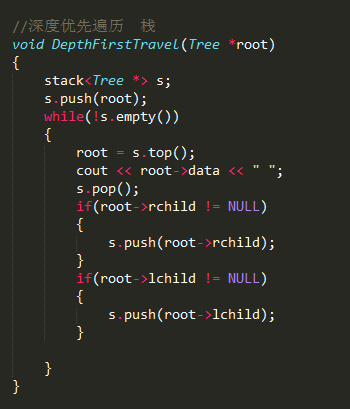 //深度优先遍历  栈
void DepthFirstTravel(Tree *root)
{
    stack<Tree *> s;
    s.push(root);
    while(!s.empty())
    {
        root = s.top();
        cout << root->data << " ";
        s.pop();
        if(root->rchild != NULL)
        {
            s.push(root->rchild);
        }
        if(root->lchild != NULL)
        {
            s.push(root->lchild);
        }

    }
}